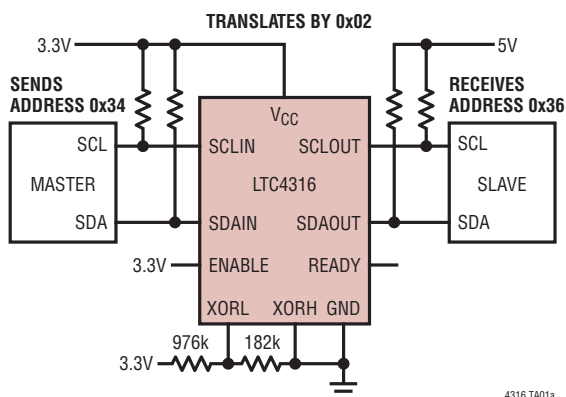 TRANSLATES BY 0x02
3.3V
5V
SENDS
ADDRESS 0x34
RECEIVES
ADDRESS 0x36
VCC
SCL
SCLIN
SCLOUT
SCL
MASTER
LTC4316
SLAVE
SDA
SDAIN
SDAOUT
SDA
3.3V
ENABLE
READY
XORL
XORH
GND
976k
182k
3.3V
4316 TA01a